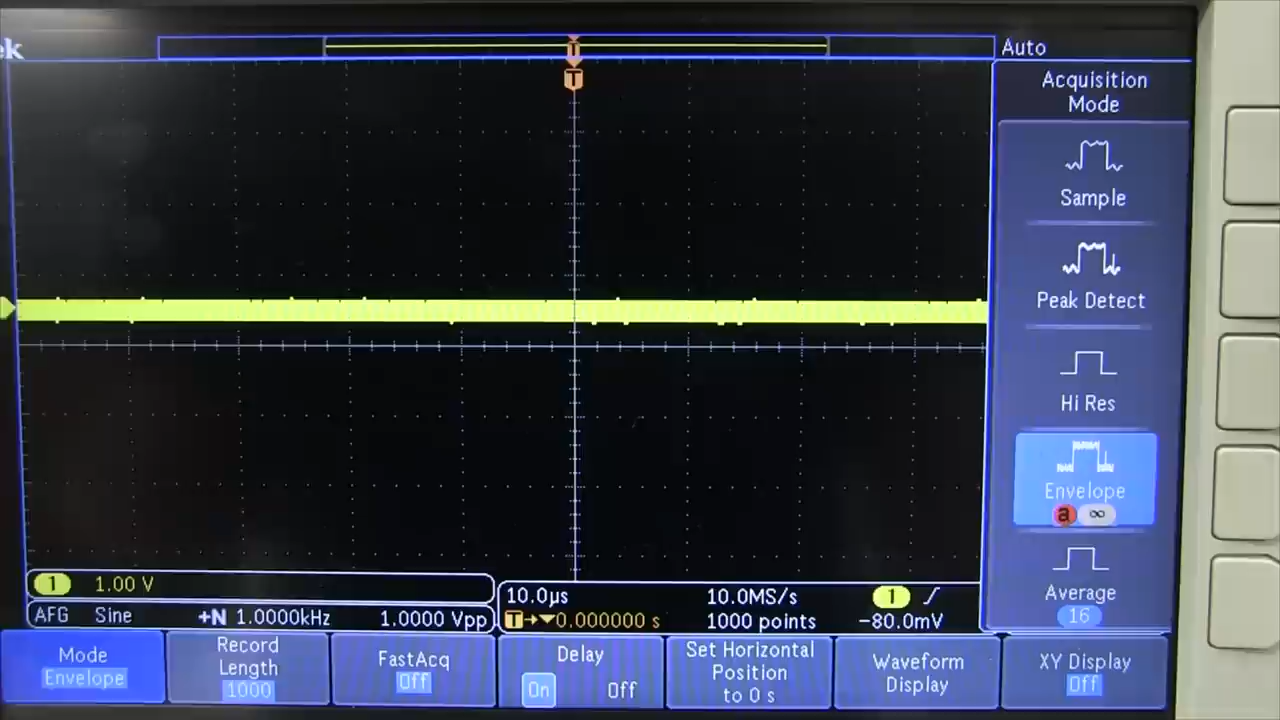 ek
Auto
T
T
Acquisition
Mode
Sample
Peak Detect
Hi Res
Envelope
a ∞
Average
16
1 1.00 V
AFG Sine +N 1.0000kHz 1.0000 Vpp
10.0µs 10.0MS/s 1
T→▼0.000000 s 1000 points −80.0mV
Mode
Envelope
Record
Length
1000
FastAcq
Off
Delay
On Off
Set Horizontal
Position
to 0 s
Waveform
Display
XY Display
Off